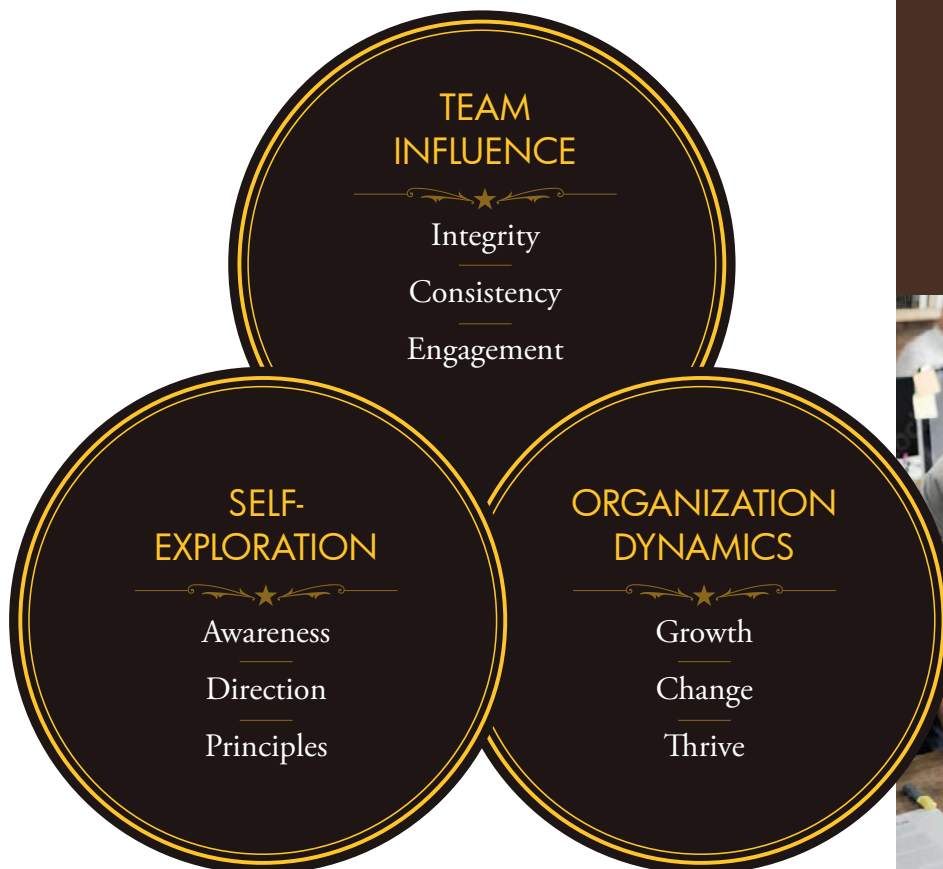 TEAM
INFLUENCE
Integrity
Consistency
Engagement
SELF-
EXPLORATION
Awareness
Direction
Principles
ORGANIZATION
DYNAMICS
Growth
Change
Thrive